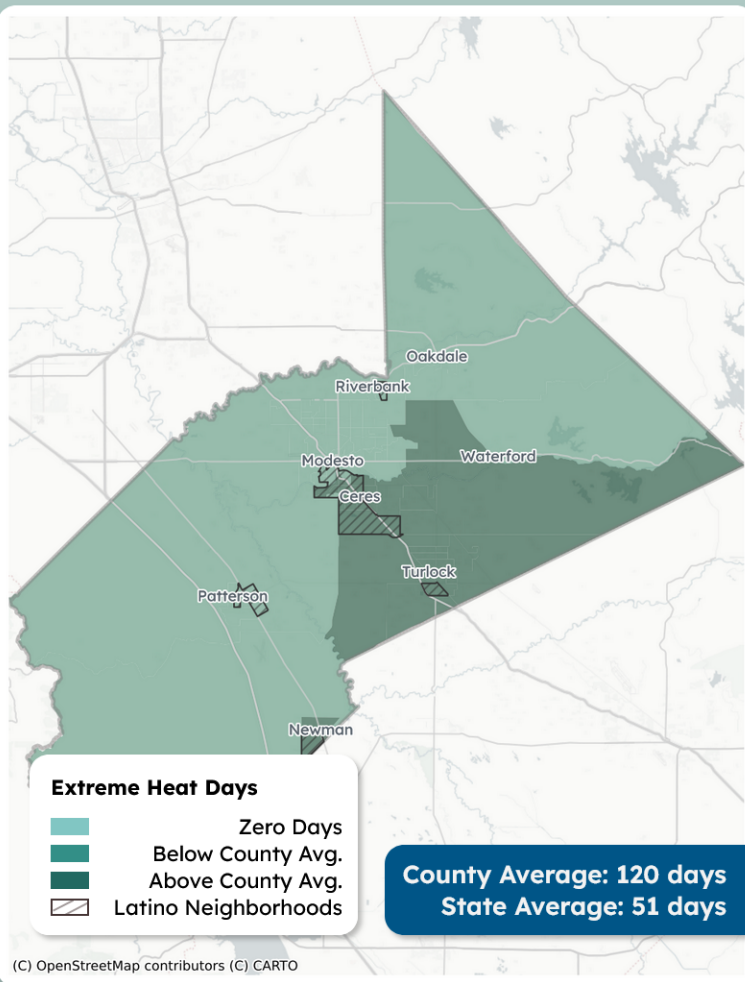 Oakdale
Riverbank
Modesto
Waterford
Ceres
Turlock
Patterson
Newman
Extreme Heat Days
Zero Days
Below County Avg.
Above County Avg.
Latino Neighborhoods
County Average: 120 days
State Average: 51 days
(C) OpenStreetMap contributors (C) CARTO